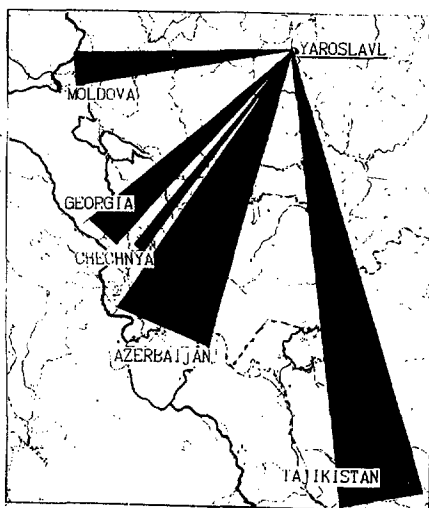 YAROSLAVL
MOLDOVA
GEORGIA
CHECHNYA
AZERBAIJAN
TAJIKISTAN